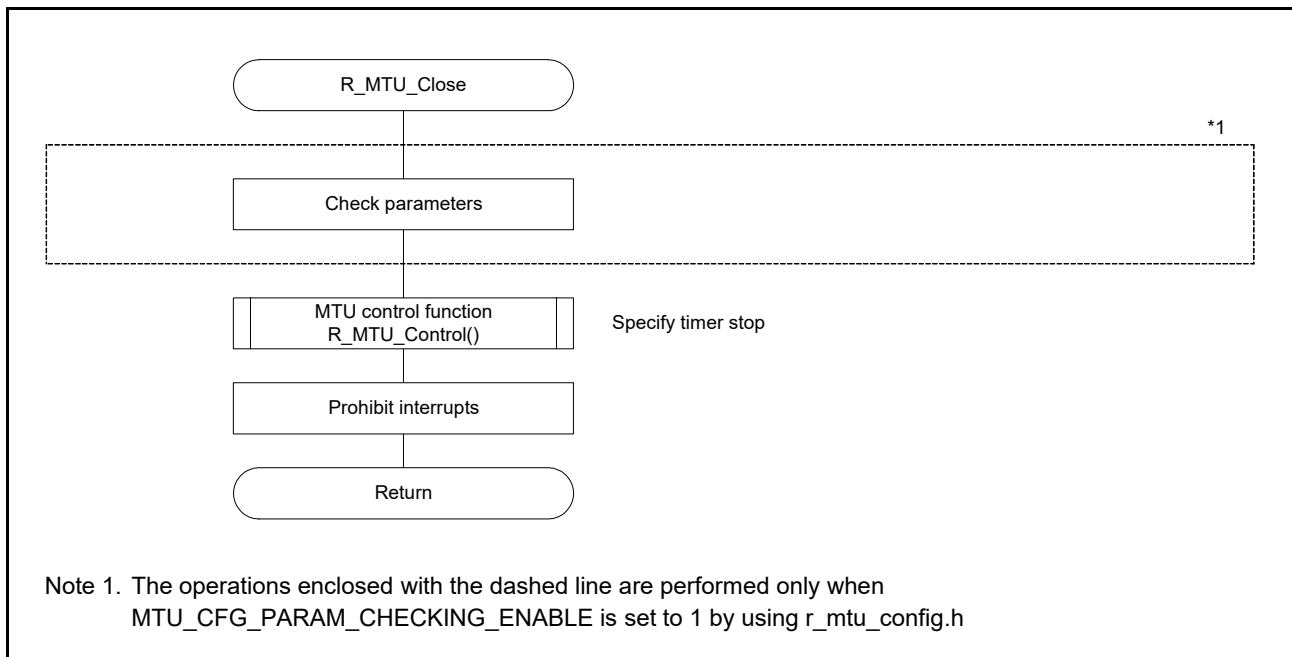 R_MTU_Close
*1
Check parameters
MTU control function
R_MTU_Control()
Specify timer stop
Prohibit interrupts
Return
Note 1. The operations enclosed with the dashed line are performed only when
MTU_CFG_PARAM_CHECKING_ENABLE is set to 1 by using r_mtu_config.h